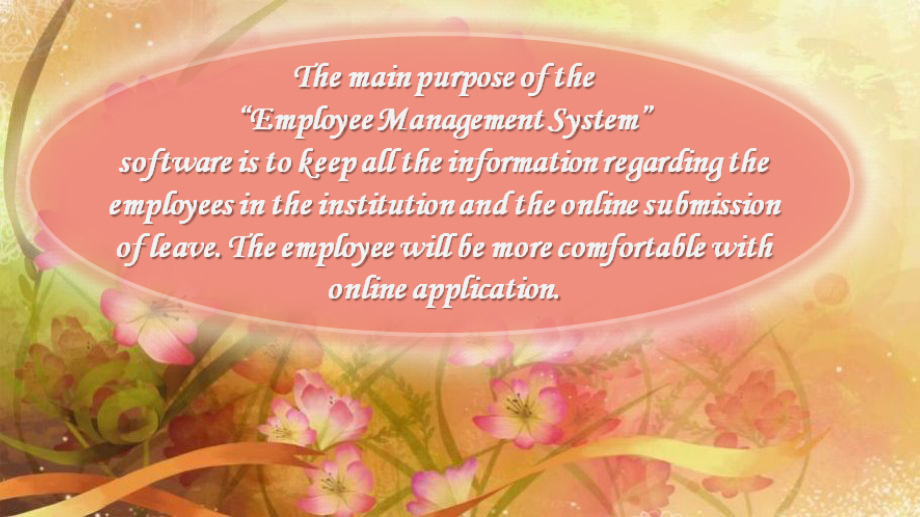 The main purpose of the
“Employee Management System”
software is to keep all the information regarding the
employees in the institution and the online submission
of leave. The employee will be more comfortable with
online application.